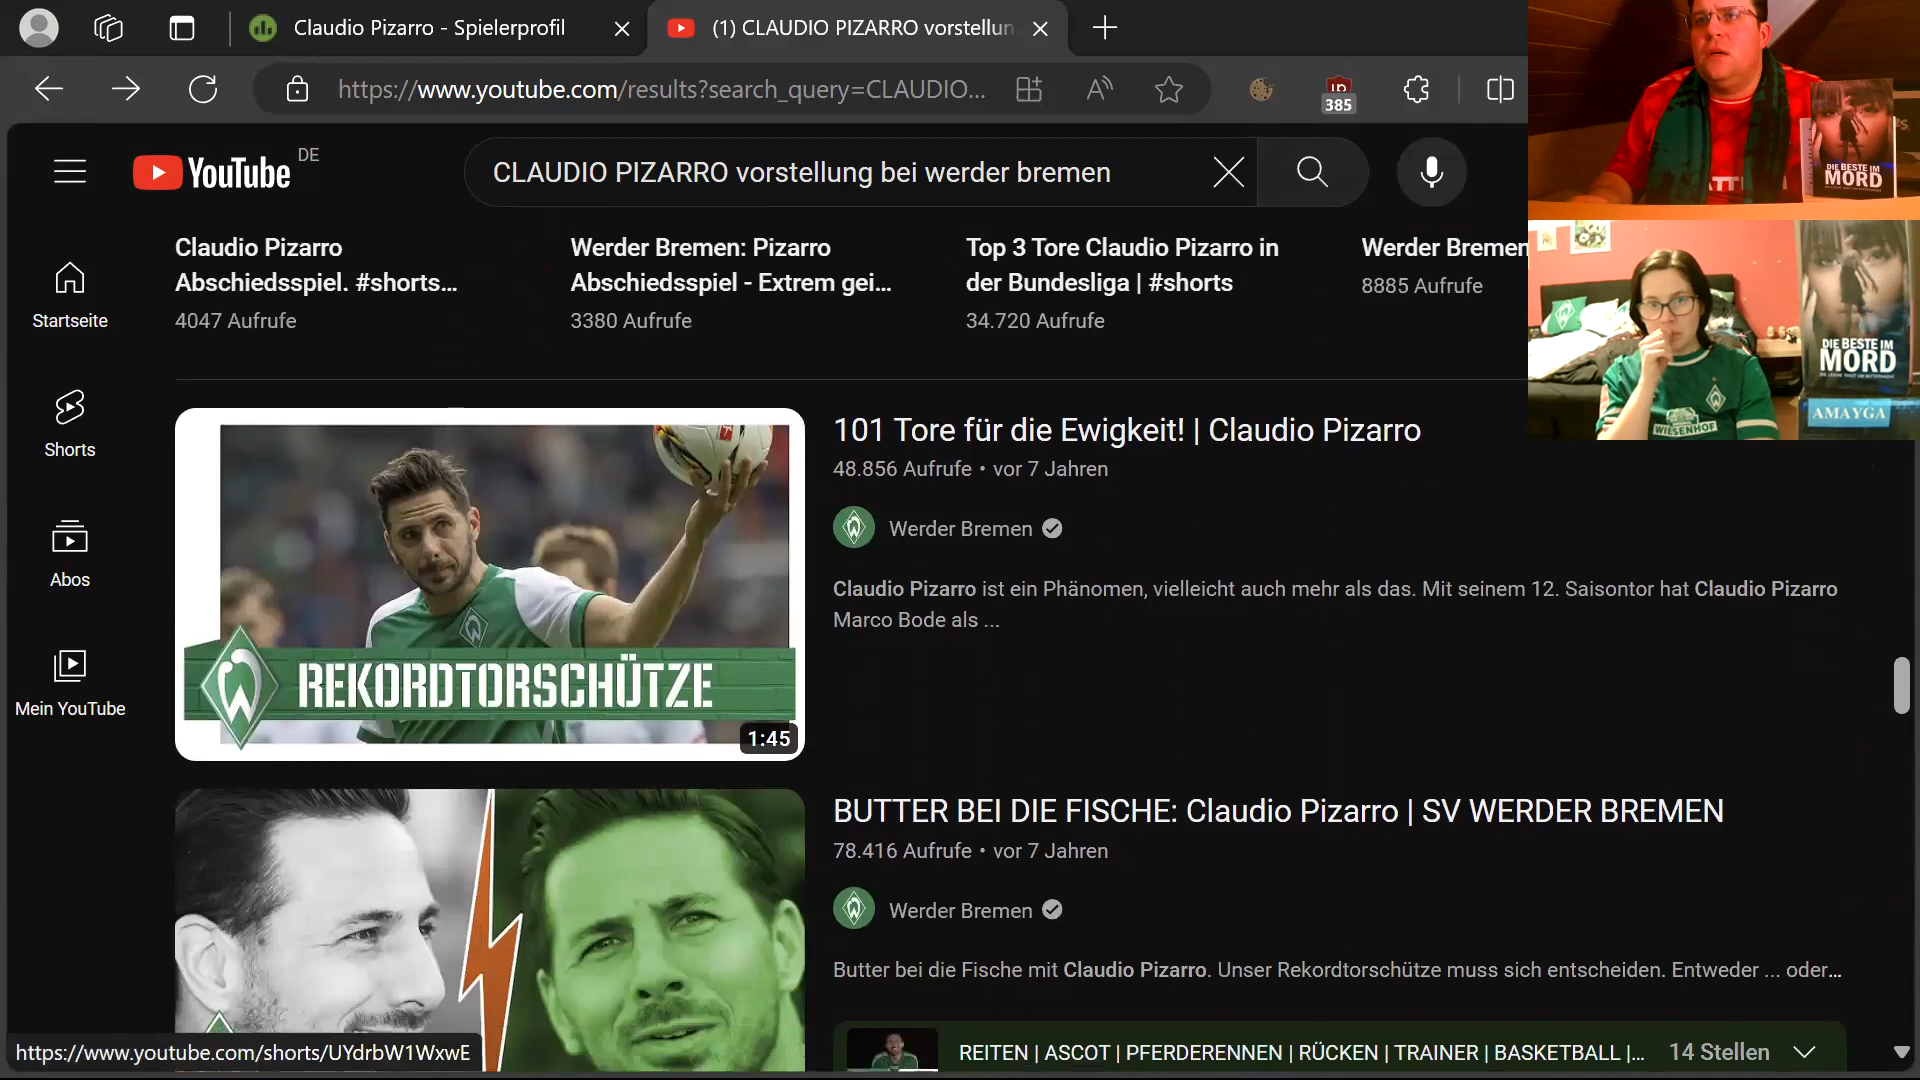 Claudio Pizarro - Spielerprofil
(1) CLAUDIO PIZARRO vorstellun
https://www.youtube.com/results?search_query=CLAUDIO...
385
YouTube DE
CLAUDIO PIZARRO vorstellung bei werder bremen
Startseite
Shorts
Abos
Mein YouTube
Claudio Pizarro
Abschiedsspiel. #shorts...
4047 Aufrufe
Werder Bremen: Pizarro
Abschiedsspiel - Extrem gei...
3380 Aufrufe
Top 3 Tore Claudio Pizarro in
der Bundesliga | #shorts
34.720 Aufrufe
Werder Bremen
8885 Aufrufe
DIE BESTE IM
MORD
DIE BESTE IM
MORD
AMAYGA
WIESENHOF
REKORDTORSCHÜTZE
1:45
101 Tore für die Ewigkeit! | Claudio Pizarro
48.856 Aufrufe • vor 7 Jahren
Werder Bremen
Claudio Pizarro ist ein Phänomen, vielleicht auch mehr als das. Mit seinem 12. Saisontor hat Claudio Pizarro
Marco Bode als ...
BUTTER BEI DIE FISCHE: Claudio Pizarro | SV WERDER BREMEN
78.416 Aufrufe • vor 7 Jahren
Werder Bremen
Butter bei die Fische mit Claudio Pizarro. Unser Rekordtorschütze muss sich entscheiden. Entweder ... oder...
REITEN | ASCOT | PFERDERENNEN | RÜCKEN | TRAINER | BASKETBALL |...
14 Stellen
https://www.youtube.com/shorts/UYdrbW1WxwE